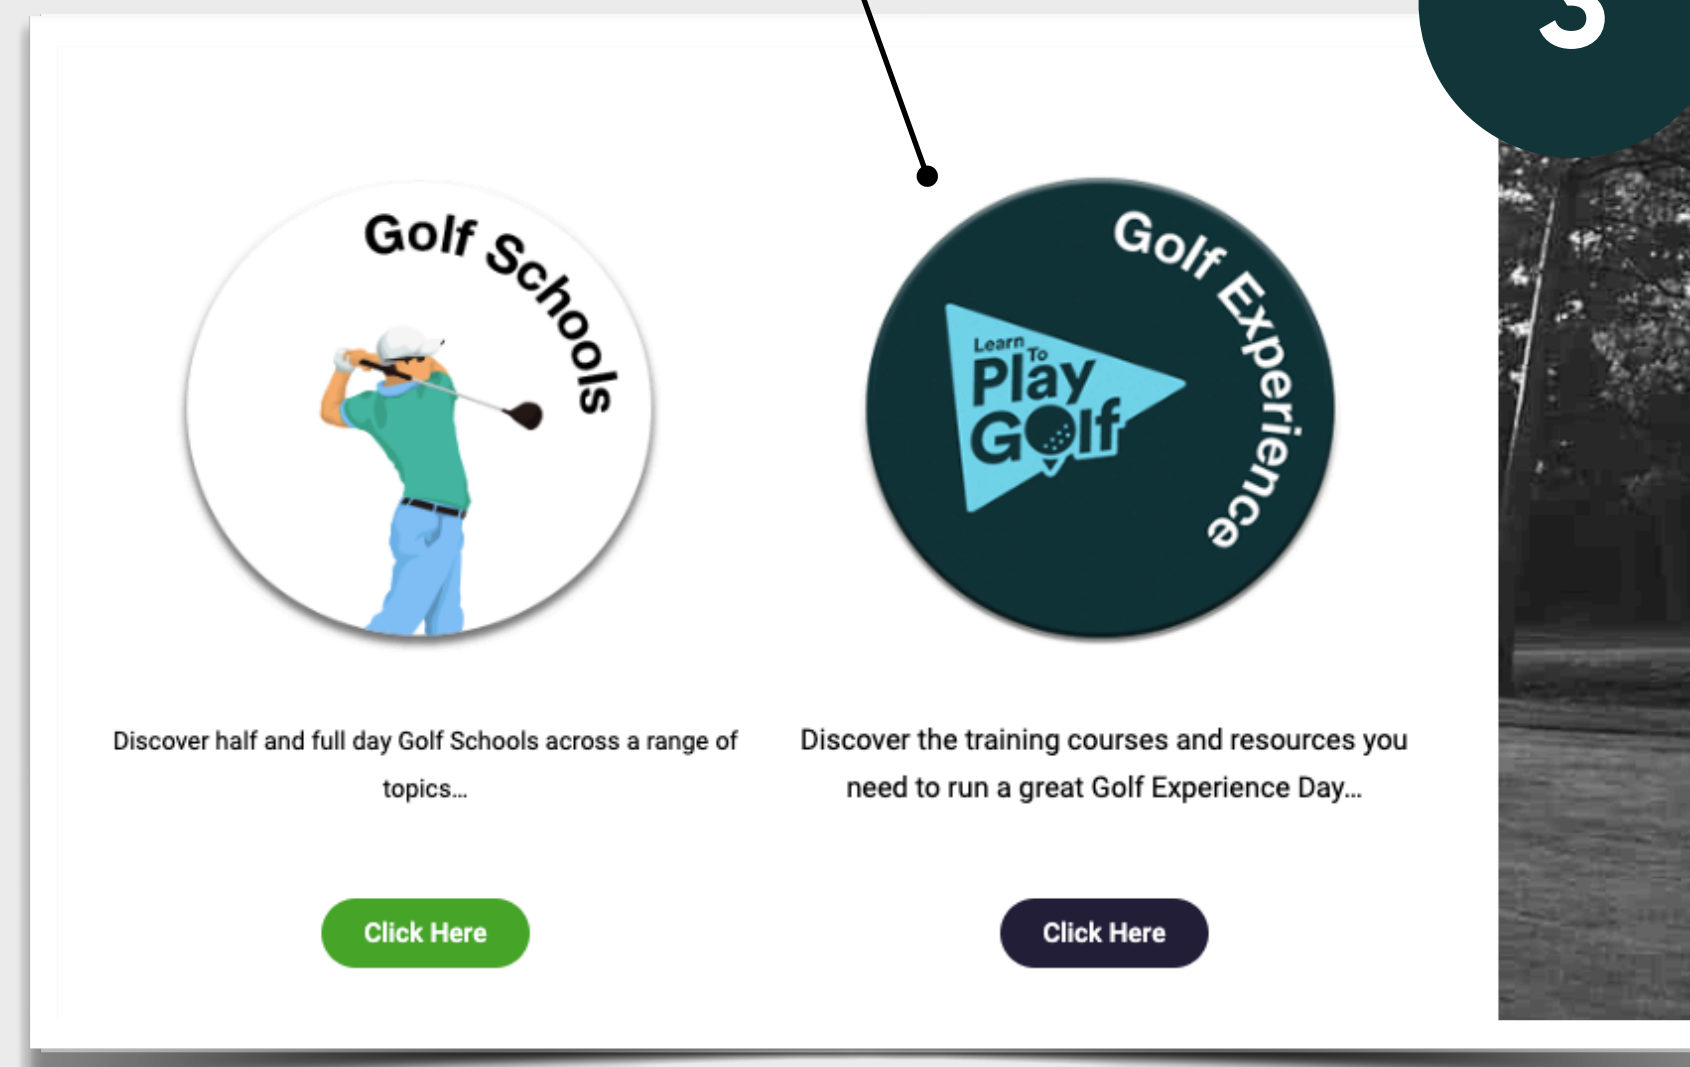 3
Golf Schools
Golf Experience
Learn To
Play
Golf
Discover half and full day Golf Schools across a range of
topics...
Discover the training courses and resources you
need to run a great Golf Experience Day...
Click Here
Click Here